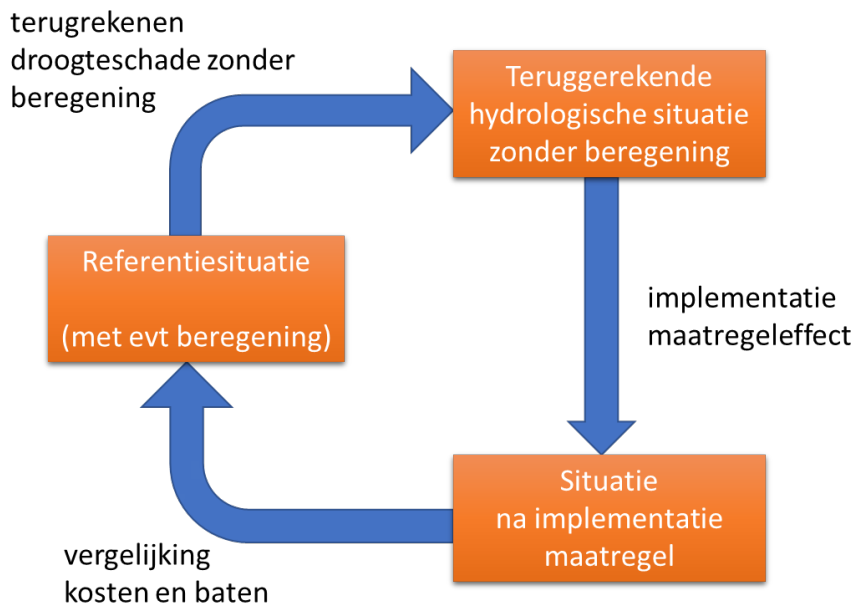 terugrekenen
droogteschade zonder
beregening
Teruggerekende
hydrologische situatie
zonder beregening
Referentiesituatie
(met evt beregening)
implementatie
maatregeleffect
Situatie
na implementatie
maatregel
vergelijking
kosten en baten